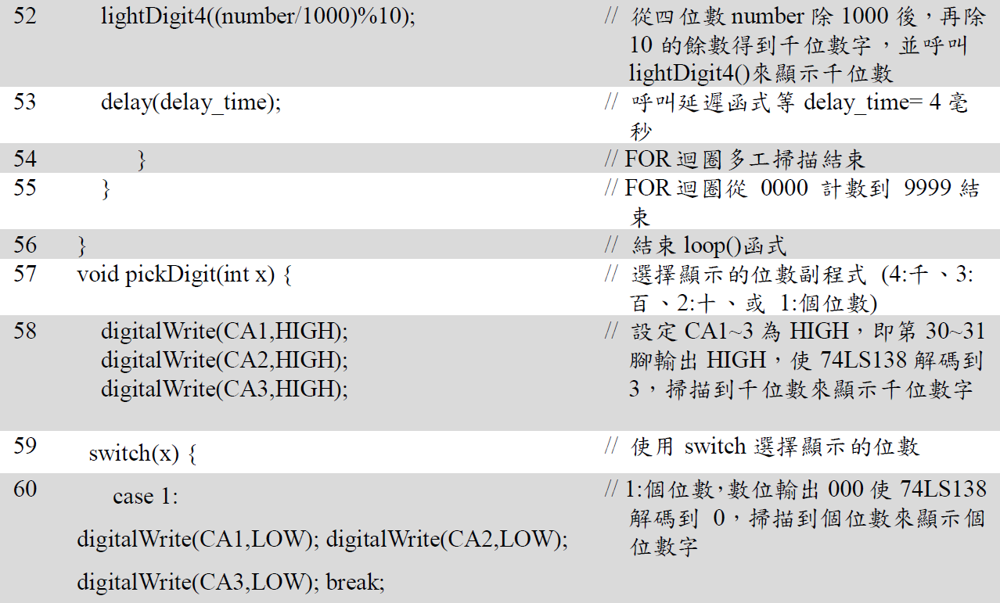 52 lightDigit4((number/1000)%10); // 從四位數 number 除 1000 後，再除
10 的餘數得到千位數字，並呼叫
lightDigit4()來顯示千位數
53 delay(delay_time); // 呼叫延遲函式等 delay_time= 4 毫
秒
54 } // FOR 迴圈多工掃描結束
55 } // FOR 迴圈從 0000 計數到 9999 結
束
56 } // 結束 loop()函式
57 void pickDigit(int x) { // 選擇顯示的位數副程式 (4:千、3:
百、2:十、或 1:個位數)
58 digitalWrite(CA1,HIGH); // 設定 CA1~3 為 HIGH，即第 30~31
digitalWrite(CA2,HIGH); 腳輸出 HIGH，使 74LS138 解碼到
digitalWrite(CA3,HIGH); 3，掃描到千位數來顯示千位數字
59 switch(x) { // 使用 switch 選擇顯示的位數
60 case 1: // 1:個位數，數位輸出 000 使 74LS138
解碼到 0，掃描到個位數來顯示個
digitalWrite(CA1,LOW); digitalWrite(CA2,LOW); 位數字
digitalWrite(CA3,LOW); break;